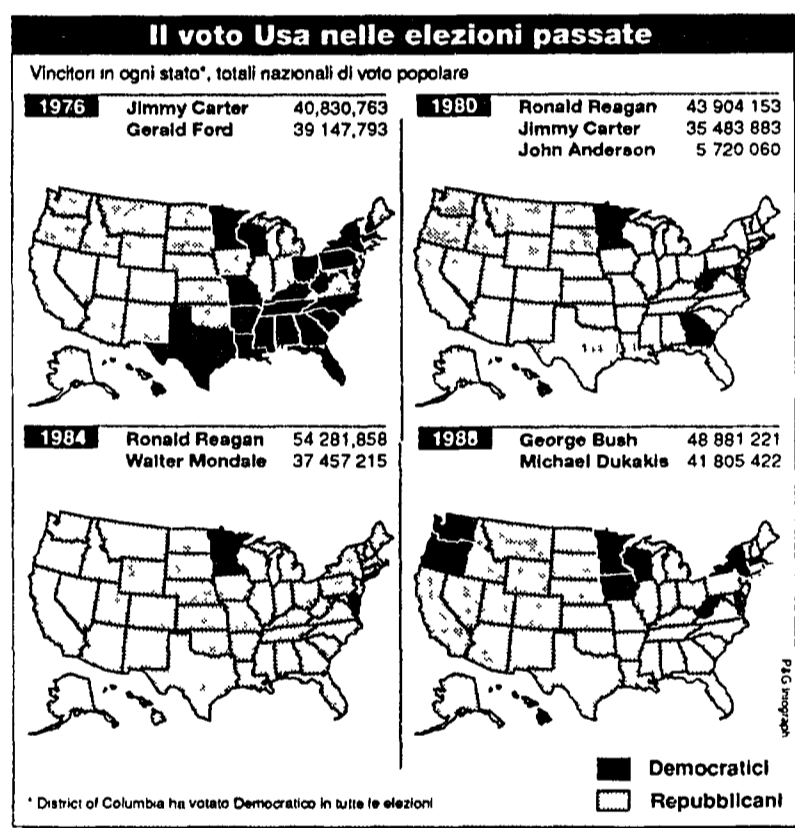 Il voto Usa nelle elezioni passate
Vincitori in ogni stato*, totali nazionali di voto popolare
1976
Jimmy Carter 40,830,763
Gerald Ford 39 147,793
1980
Ronald Reagan 43 904 153
Jimmy Carter 35 483 883
John Anderson 5 720 060
1984
Ronald Reagan 54 281,858
Walter Mondale 37 457 215
1988
George Bush 48 881 221
Michael Dukakis 41 805 422
P&G Infograph
Democratici
Repubblicani
* District of Columbia ha votato Democratico in tutte le elezioni